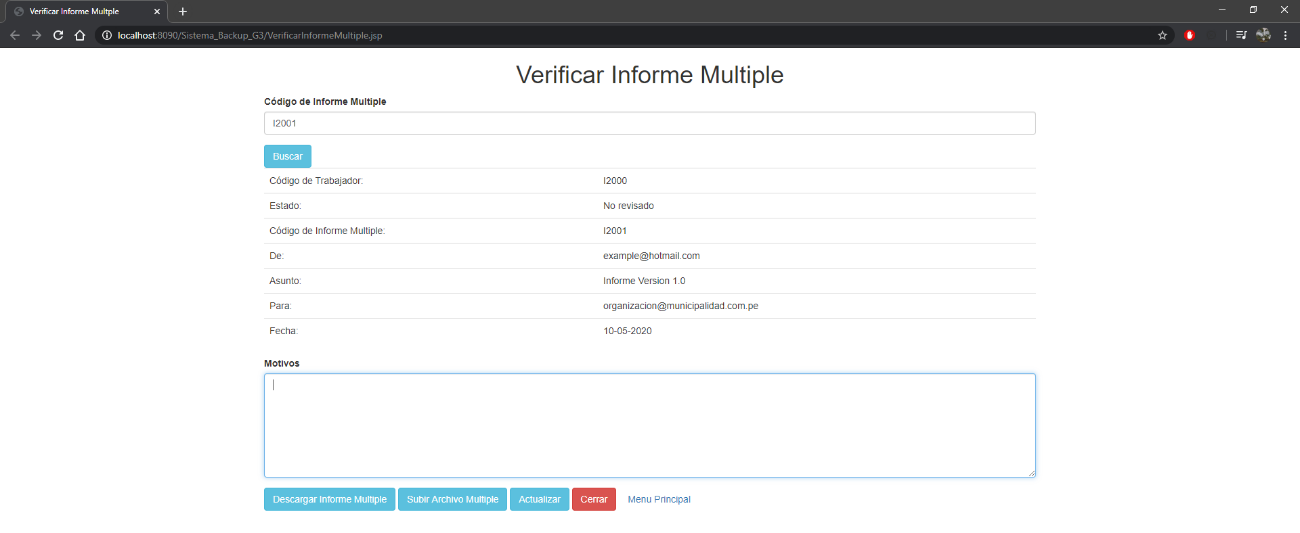 Verificar Informe Multple
localhost:8090/Sistema_Backup_G3/VerificarInformeMultiple.jsp
Verificar Informe Multiple
Código de Informe Multiple
I2001
Buscar
Código de Trabajador: I2000
Estado: No revisado
Código de Informe Multiple: I2001
De: example@hotmail.com
Asunto: Informe Version 1.0
Para: organizacion@municipalidad.com.pe
Fecha: 10-05-2020
Motivos
Descargar Informe Multiple Subir Archivo Multiple Actualizar Cerrar Menu Principal